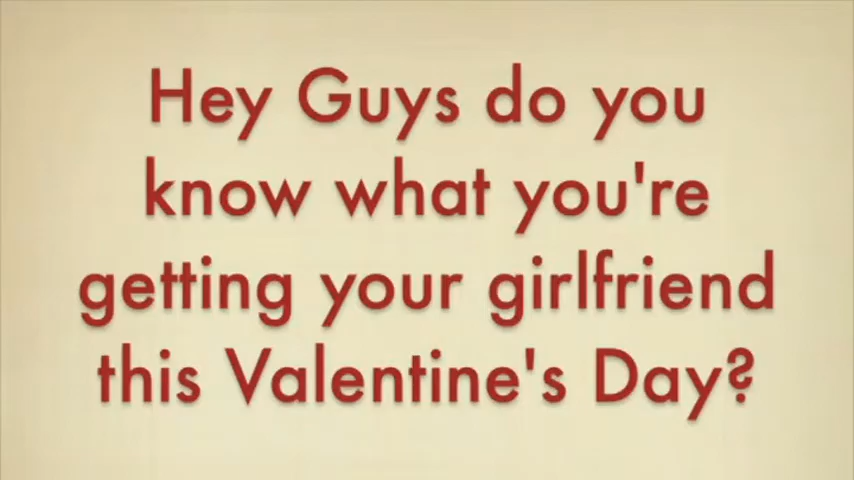 Hey Guys do you
know what you're
getting your girlfriend
this Valentine's Day?